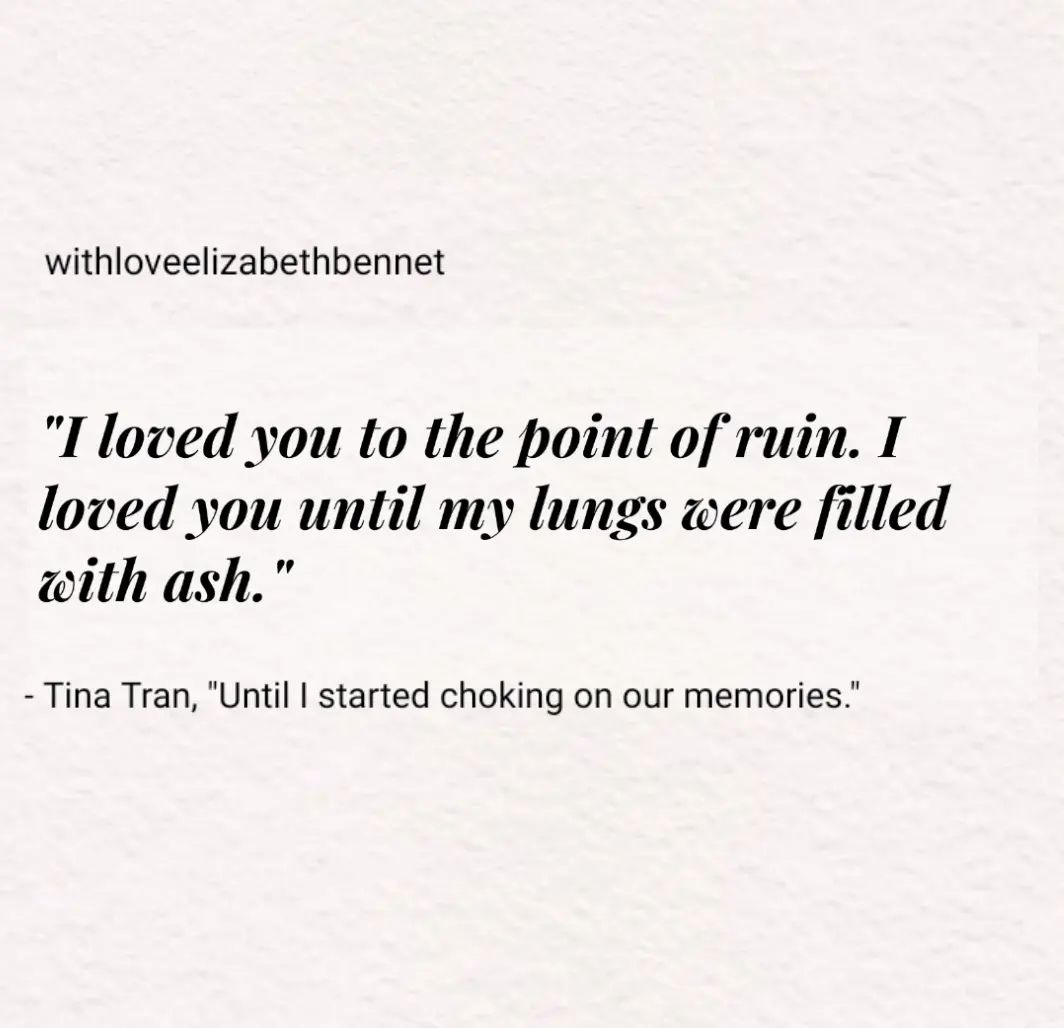 withloveelizabethbennet
"I loved you to the point of ruin. I
loved you until my lungs were filled
with ash."
- Tina Tran, "Until I started choking on our memories."